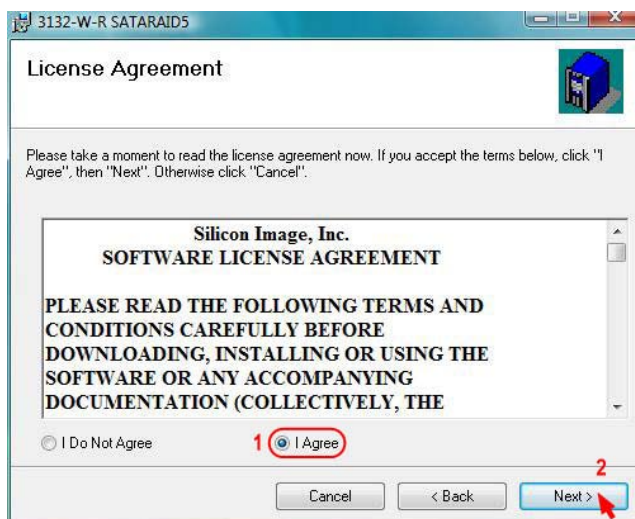 3132-W-R SATARAID5
License Agreement
Please take a moment to read the license agreement now. If you accept the terms below, click "I
Agree", then "Next". Otherwise click "Cancel".
Silicon Image, Inc.
SOFTWARE LICENSE AGREEMENT
PLEASE READ THE FOLLOWING TERMS AND
CONDITIONS CAREFULLY BEFORE
DOWNLOADING, INSTALLING OR USING THE
SOFTWARE OR ANY ACCOMPANYING
DOCUMENTATION (COLLECTIVELY, THE
I Do Not Agree
1
I Agree
2
Cancel
< Back
Next >